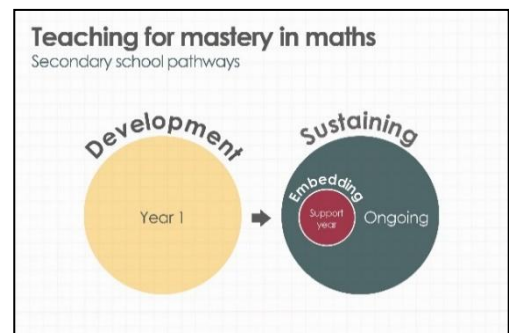 Teaching for mastery in maths
Secondary school pathways
Development
Year 1
Sustaining
Embedding
Support
year
Ongoing